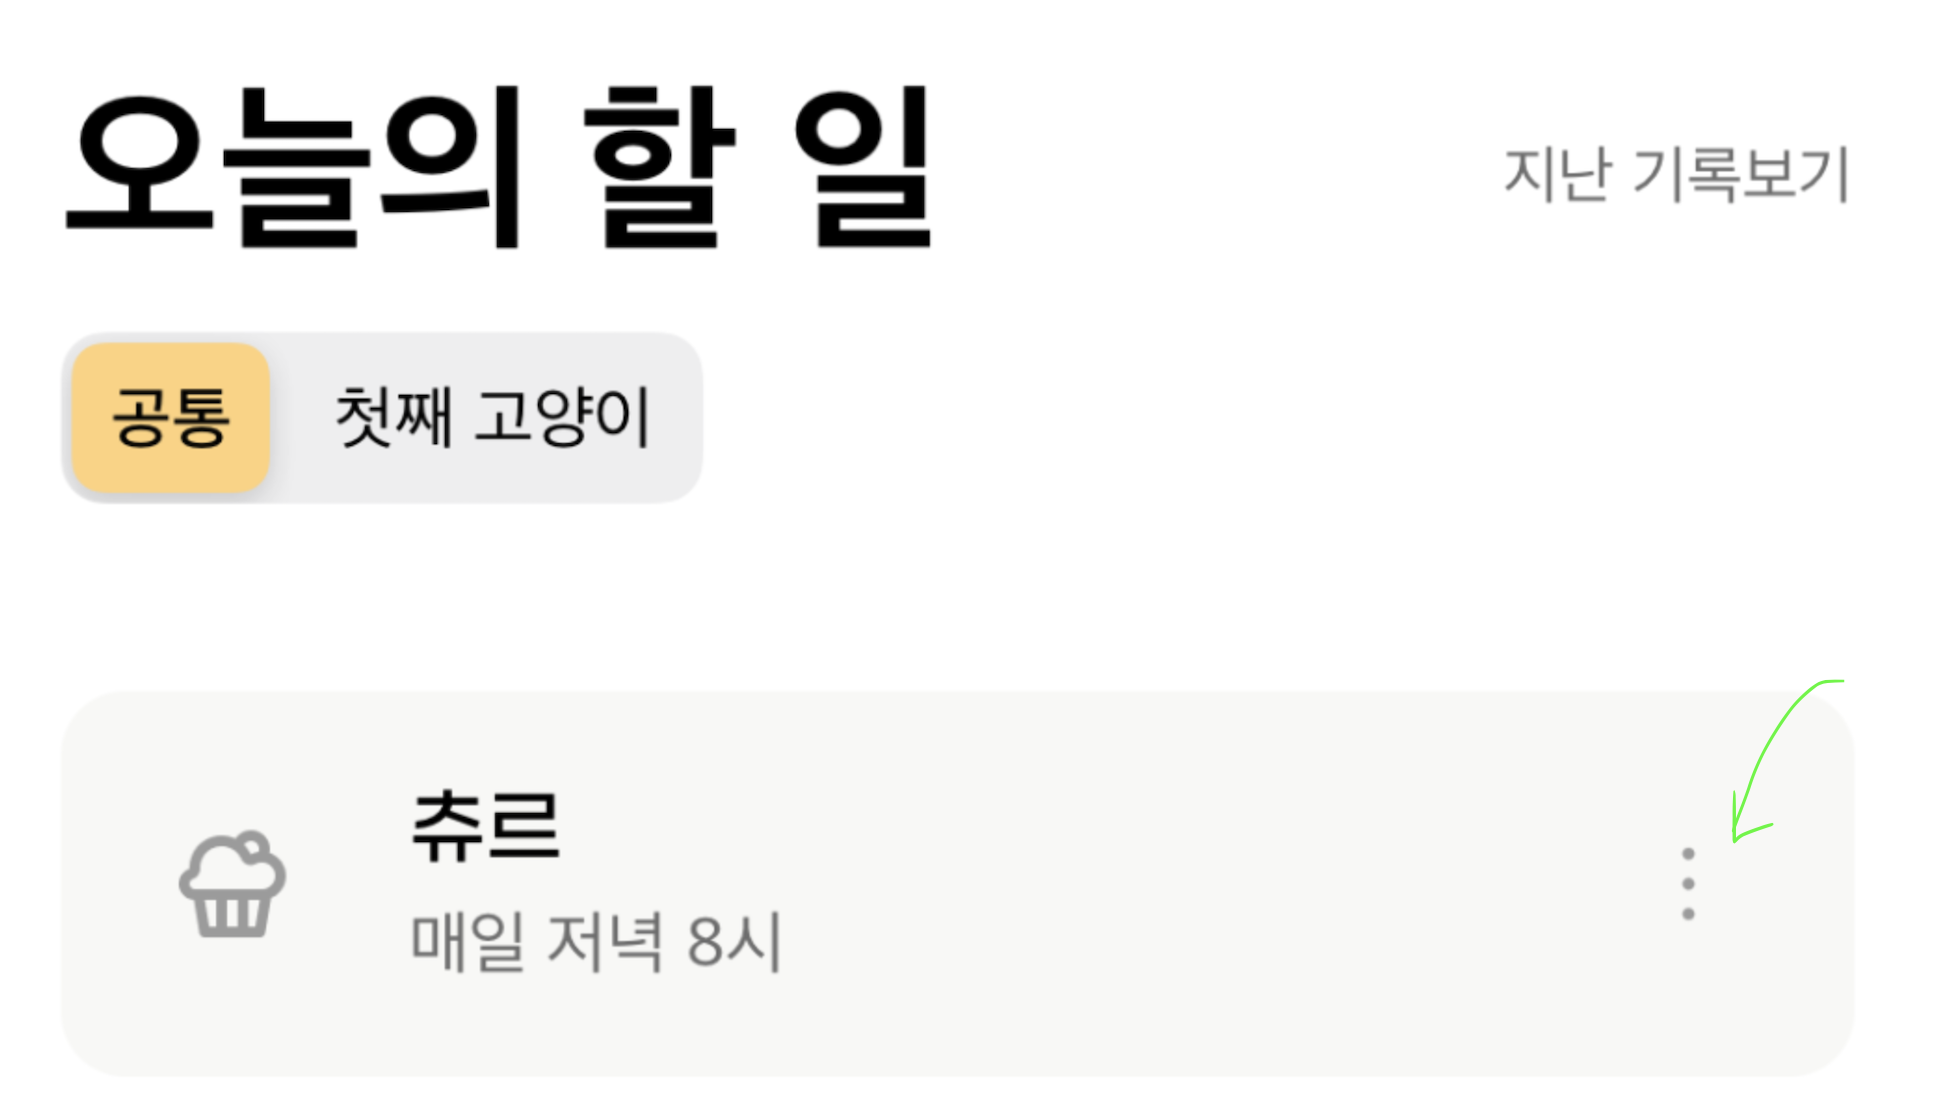 오늘의 할 일
지난 기록보기
공통
첫째 고양이
츄르
매일 저녁 8시